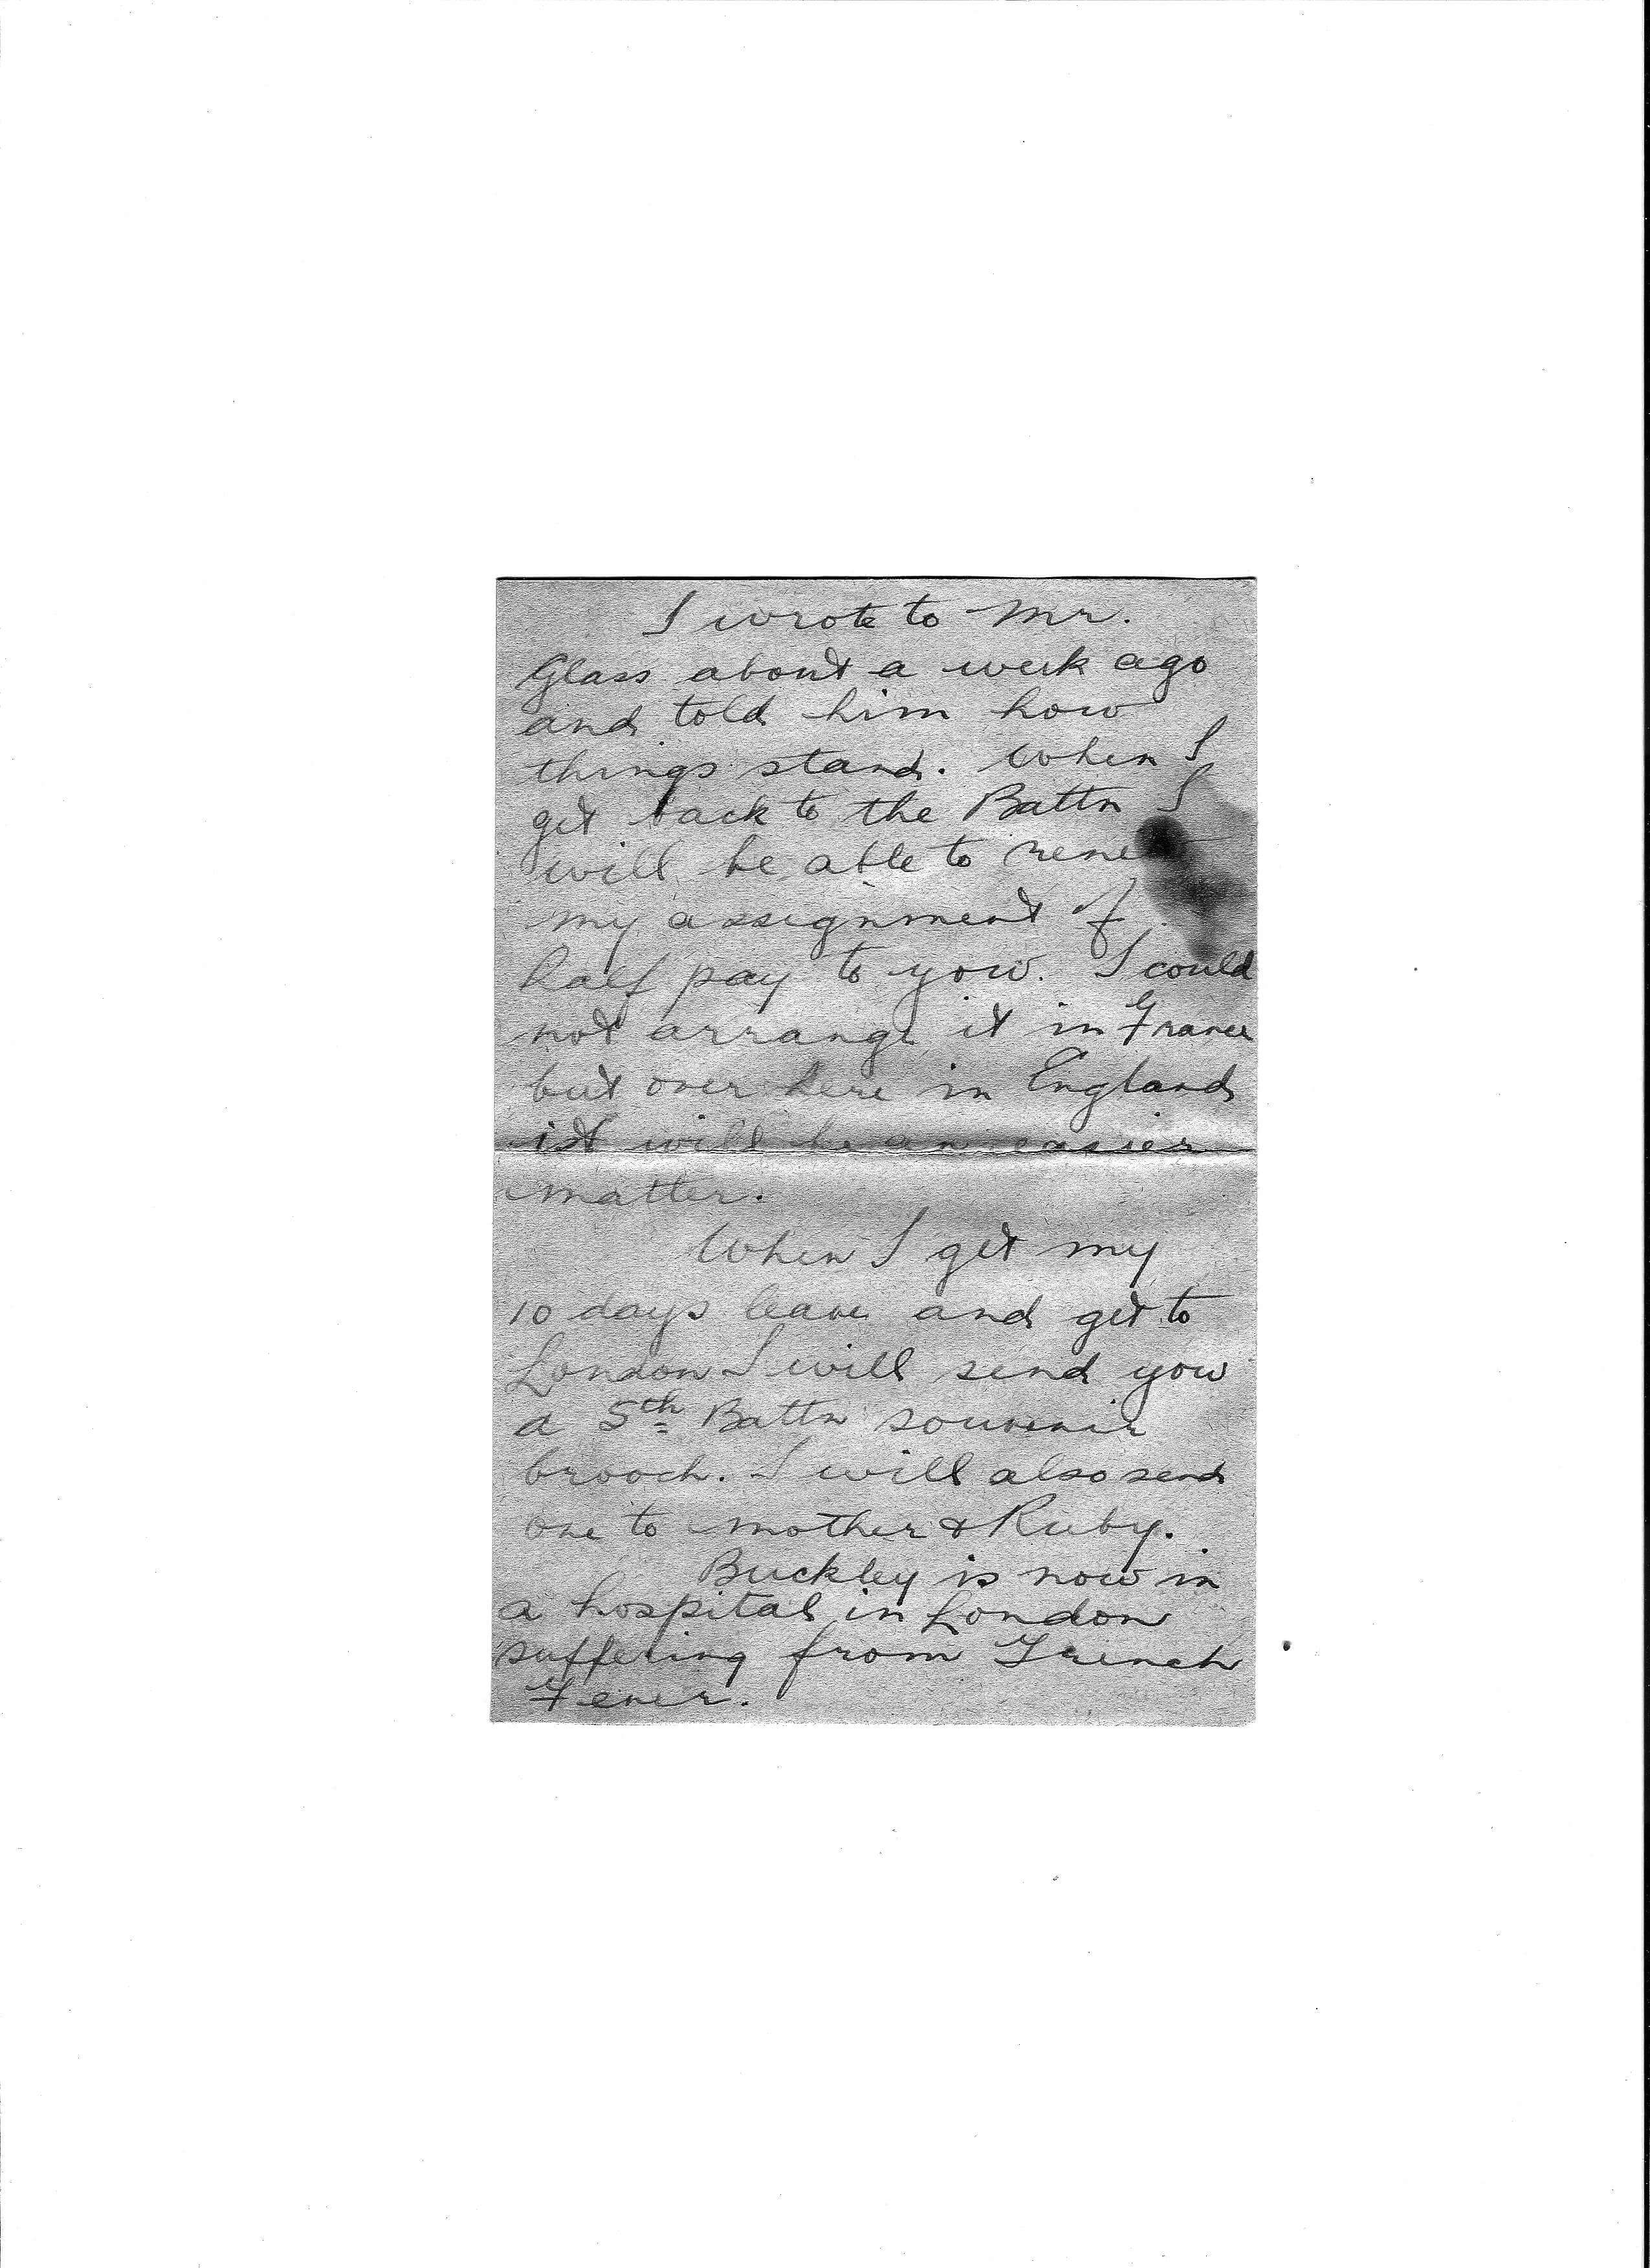 I wrote to Mr.
Glass about a week ago
and told him how
things stand. When I
get back to the Battn I
will be able to renew
my assignment of
half pay to you. I could
not arrange it in France
but over here in England
it will be an easier
matter.
When I get my
10 days leave and get to
London I will send you
a 5th Battn souvenir
brooch. I will also send
one to mother & Ruby.
Buckley is now in
a hospital in London
suffering from Trench
Fever.